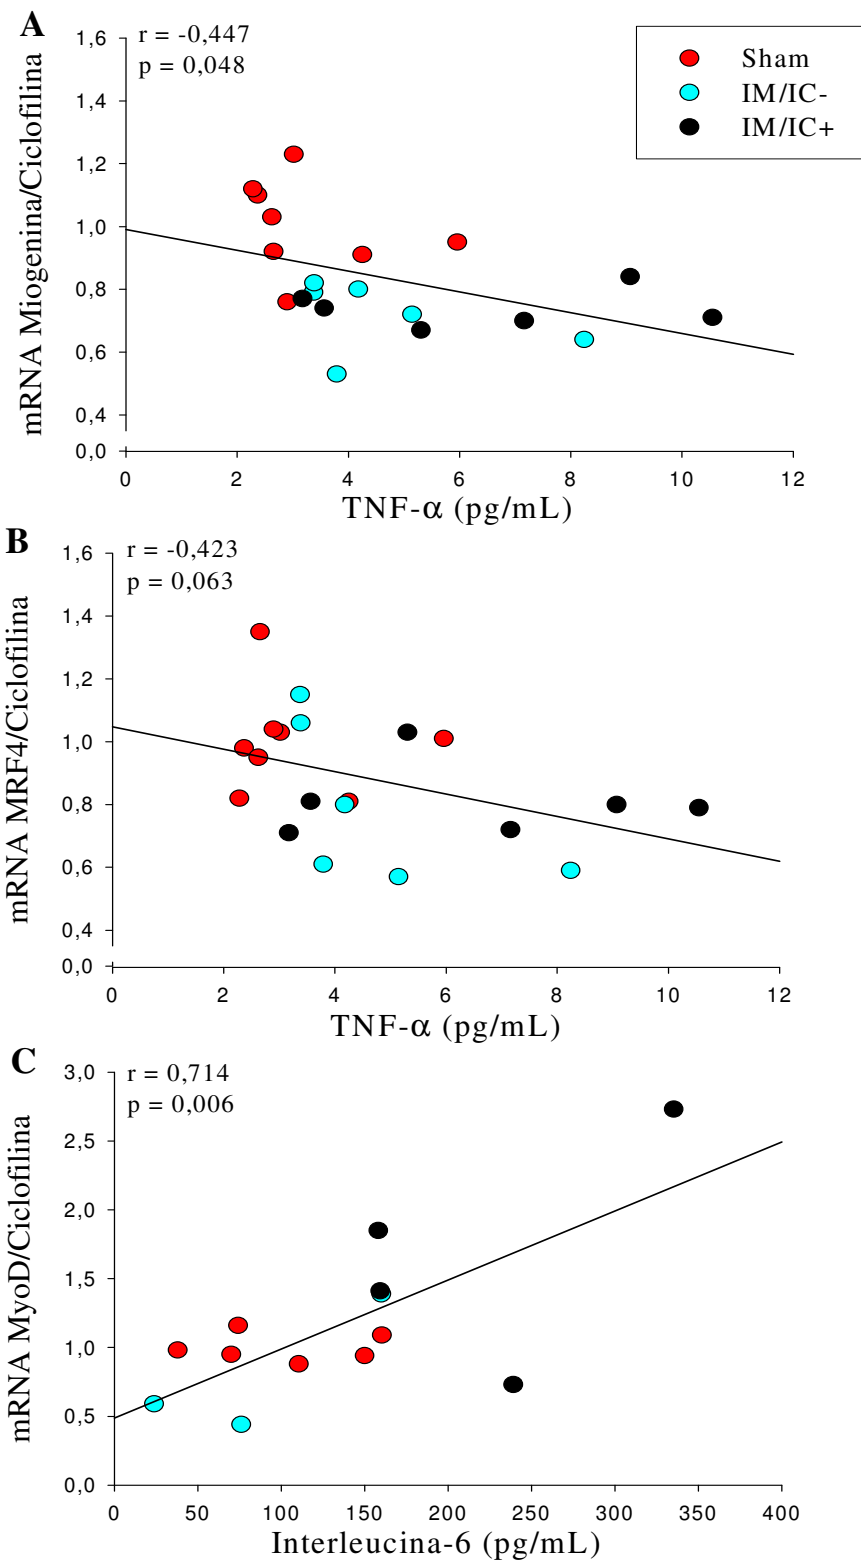 A
r = -0,447
p = 0,048
Sham
IM/IC-
IM/IC+
mRNA Miogenina/Ciclofilina
1,6
1,4
1,2
1,0
0,8
0,6
0,4
0,0
0 2 4 6 8 10 12
TNF-α (pg/mL)
B
r = -0,423
p = 0,063
mRNA MRF4/Ciclofilina
1,6
1,4
1,2
1,0
0,8
0,6
0,4
0,0
0 2 4 6 8 10 12
TNF-α (pg/mL)
C
r = 0,714
p = 0,006
mRNA MyoD/Ciclofilina
3,0
2,5
2,0
1,5
1,0
0,5
0,0
0 50 100 150 200 250 300 350 400
Interleucina-6 (pg/mL)